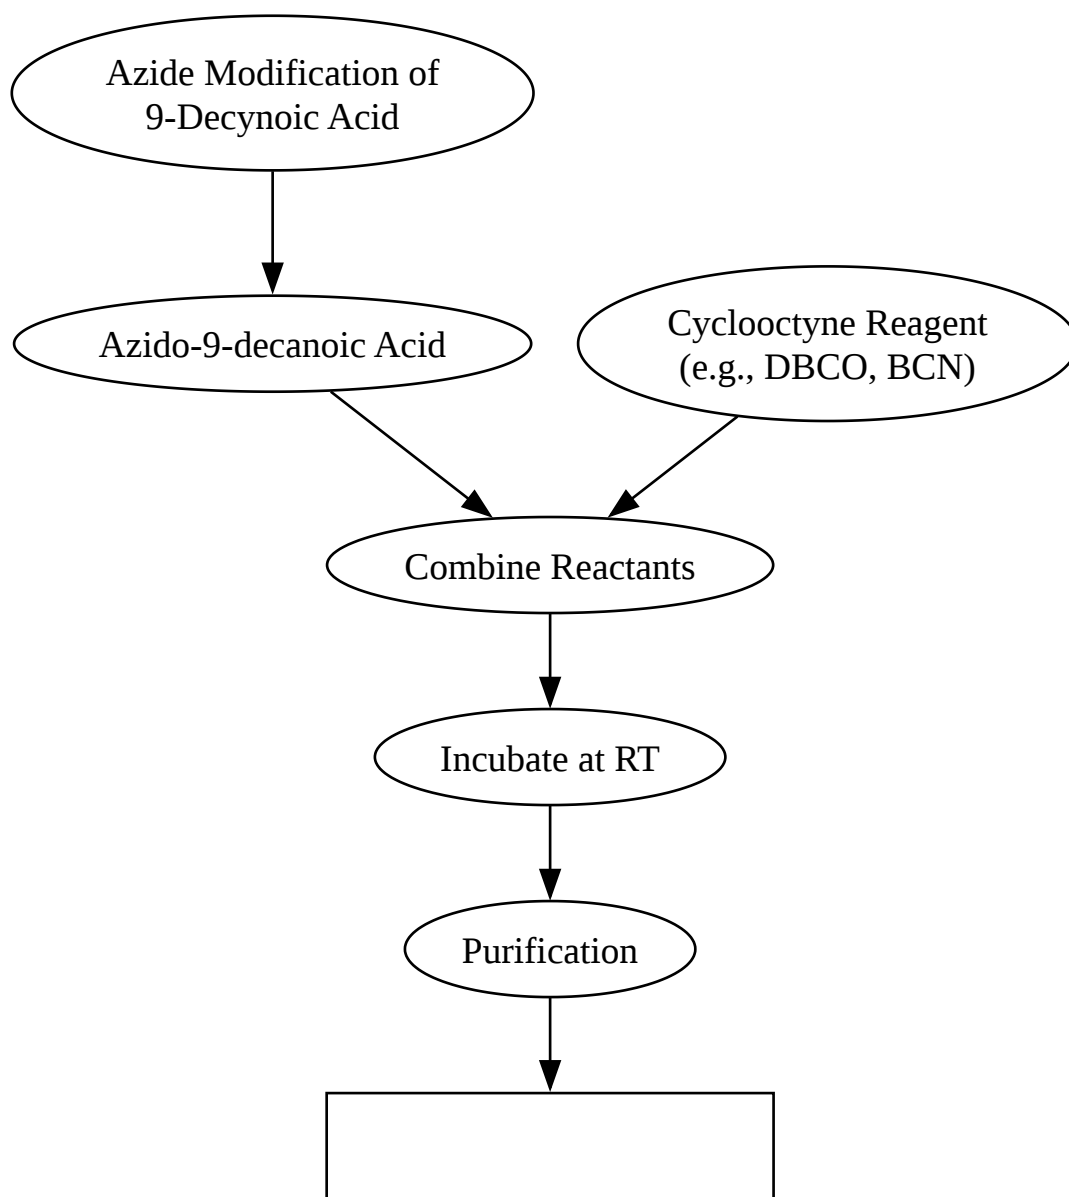 Azide Modification of
9-Decynoic Acid
Azido-9-decanoic Acid
Cyclooctyne Reagent
(e.g., DBCO, BCN)
Combine Reactants
Incubate at RT
Purification